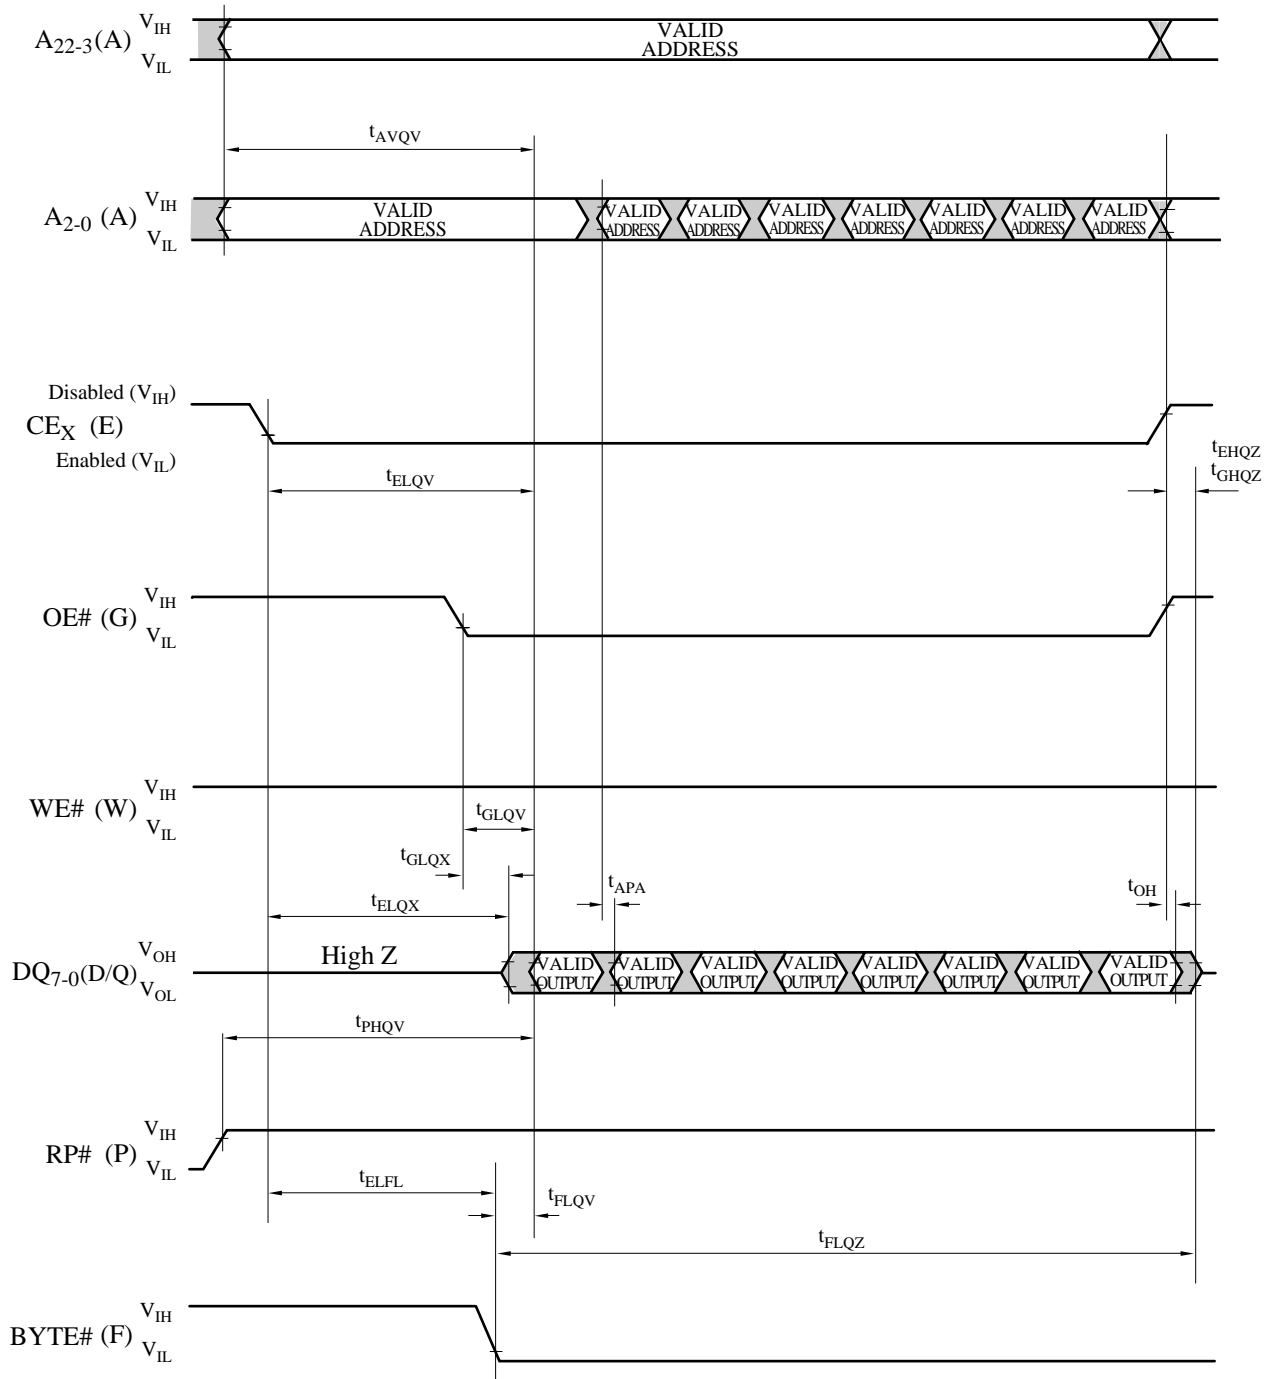 A22-3(A) VIH VIL VALID ADDRESS
tAVQV
A2-0 (A) VIH VIL VALID ADDRESS VALID ADDRESS VALID ADDRESS VALID ADDRESS VALID ADDRESS VALID ADDRESS VALID ADDRESS VALID ADDRESS
Disabled (VIH)
CEX (E)
Enabled (VIL)
tELQV
tEHQZ
tGHQZ
OE# (G) VIH VIL
WE# (W) VIH VIL
tGLQV
tGLQX
tELQX
tAPA
tOH
DQ7-0(D/Q) VOH VOL High Z VALID OUTPUT VALID OUTPUT VALID OUTPUT VALID OUTPUT VALID OUTPUT VALID OUTPUT VALID OUTPUT VALID OUTPUT
tPHQV
RP# (P) VIH VIL
tELFL
tFLQV
tFLQZ
BYTE# (F) VIH VIL